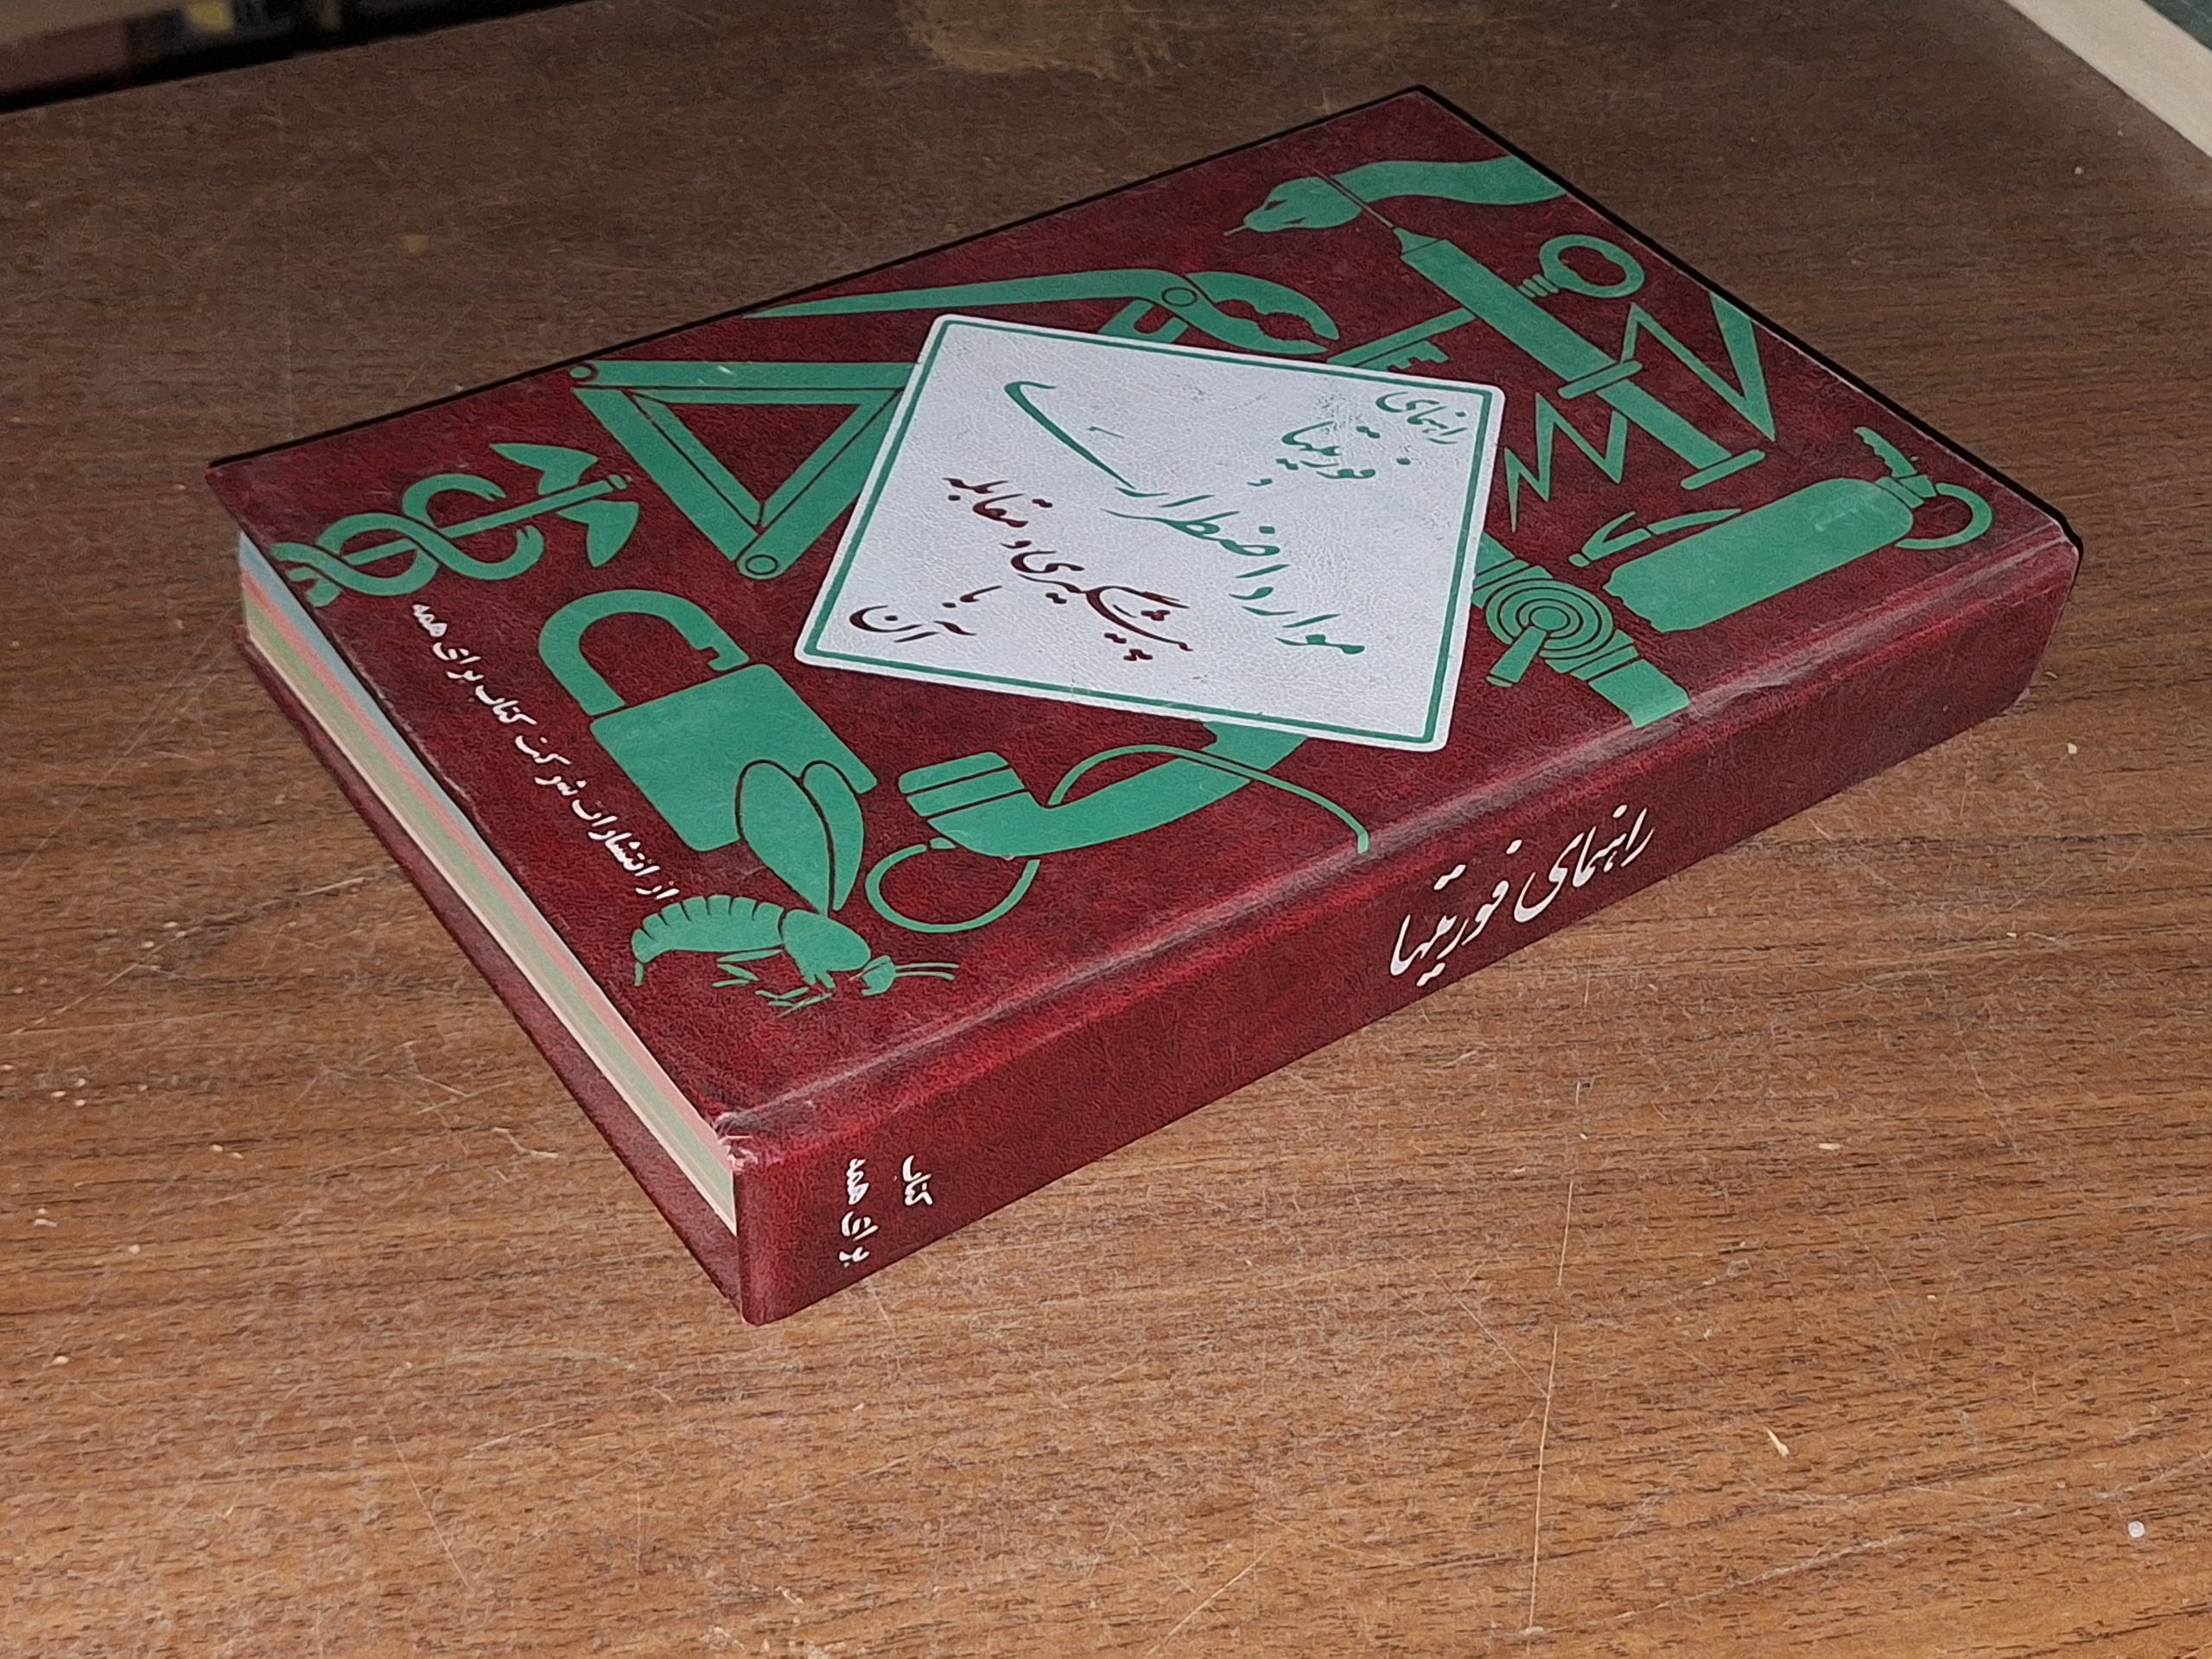 راهنمای
فوریتها
موارد اضطراری
پیشگیری و مقابله
با
آن
از انتشارات شرکت کتاب برای همه
راهنمای فوریتها
کتاب
برای همه